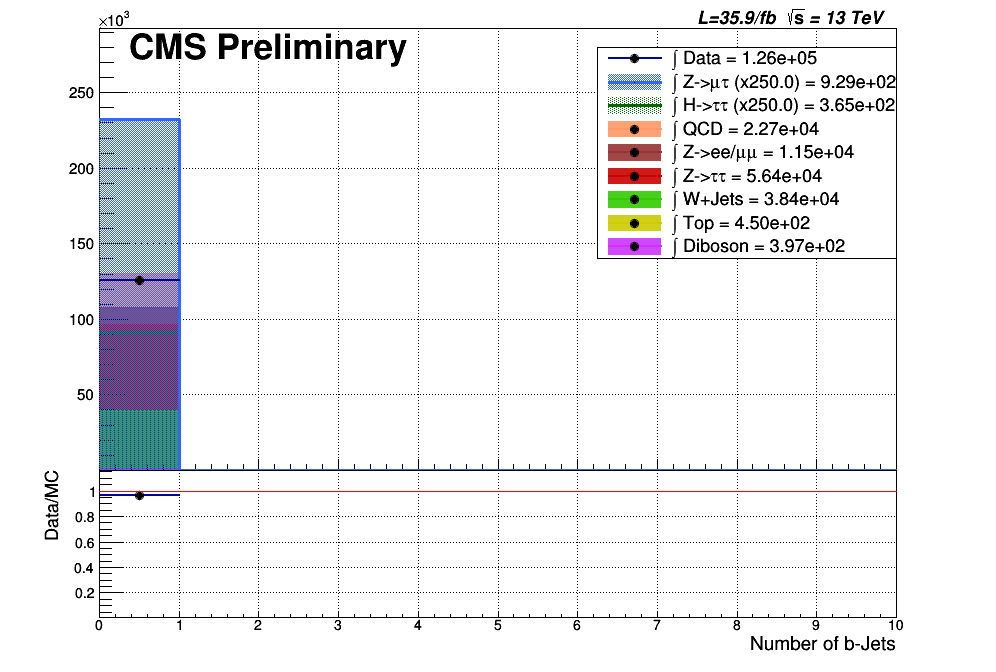 ×10³
L=35.9/fb √s = 13 TeV
CMS Preliminary
∫ Data = 1.26e+05
∫ Z->μτ (x250.0) = 9.29e+02
∫ H->ττ (x250.0) = 3.65e+02
∫ QCD = 2.27e+04
∫ Z->ee/μμ = 1.15e+04
∫ Z->ττ = 5.64e+04
∫ W+Jets = 3.84e+04
∫ Top = 4.50e+02
∫ Diboson = 3.97e+02
250
200
150
100
50
Data/MC
1
0.8
0.6
0.4
0.2
0 1 2 3 4 5 6 7 8 9 10
Number of b-Jets